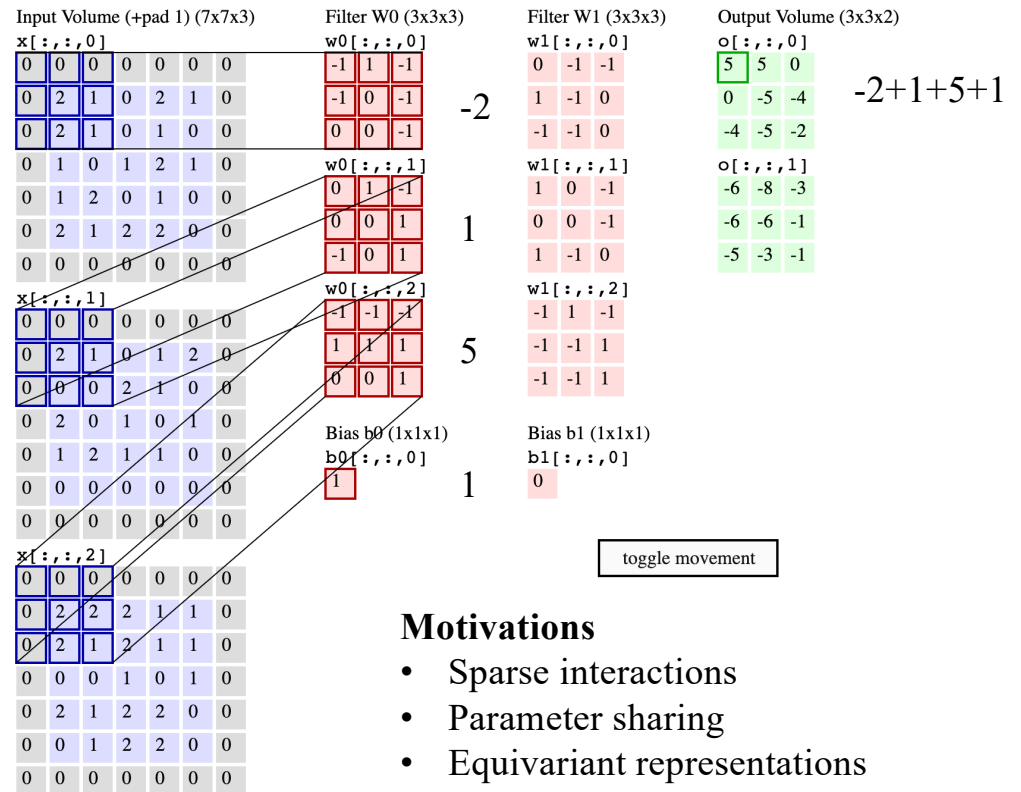 Input Volume (+pad 1) (7x7x3)
x[:,:,0]
0 0 0 0 0 0 0
0 2 1 0 2 1 0
0 2 1 0 1 0 0
0 1 0 1 2 1 0
0 1 2 0 1 0 0
0 2 1 2 2 0 0
0 0 0 0 0 0 0
x[:,:,1]
0 0 0 0 0 0 0
0 2 1 0 1 2 0
0 0 0 2 1 0 0
0 2 0 1 0 1 0
0 1 2 1 1 0 0
0 0 0 0 0 0 0
0 0 0 0 0 0 0
x[:,:,2]
0 0 0 0 0 0 0
0 2 2 2 1 1 0
0 2 1 2 1 1 0
0 0 0 1 0 1 0
0 2 1 2 2 0 0
0 0 1 2 2 0 0
0 0 0 0 0 0 0
Filter W0 (3x3x3)
w0[:,:,0]
-1 1 -1
-1 0 -1
0 0 -1
-2
w0[:,:,1]
0 1 -1
0 0 1
-1 0 1
1
w0[:,:,2]
-1 -1 -1
1 1 1
0 0 1
5
Bias b0 (1x1x1)
b0[:,:,0]
1
1
Filter W1 (3x3x3)
w1[:,:,0]
0 -1 -1
1 -1 0
-1 -1 0
w1[:,:,1]
1 0 -1
0 0 -1
1 -1 0
w1[:,:,2]
-1 1 -1
-1 -1 1
-1 -1 1
Bias b1 (1x1x1)
b1[:,:,0]
0
Output Volume (3x3x2)
o[:,:,0]
5 5 0
0 -5 -4
-4 -5 -2
-2+1+5+1
o[:,:,1]
-6 -8 -3
-6 -6 -1
-5 -3 -1
toggle movement
Motivations
• Sparse interactions
• Parameter sharing
• Equivariant representations